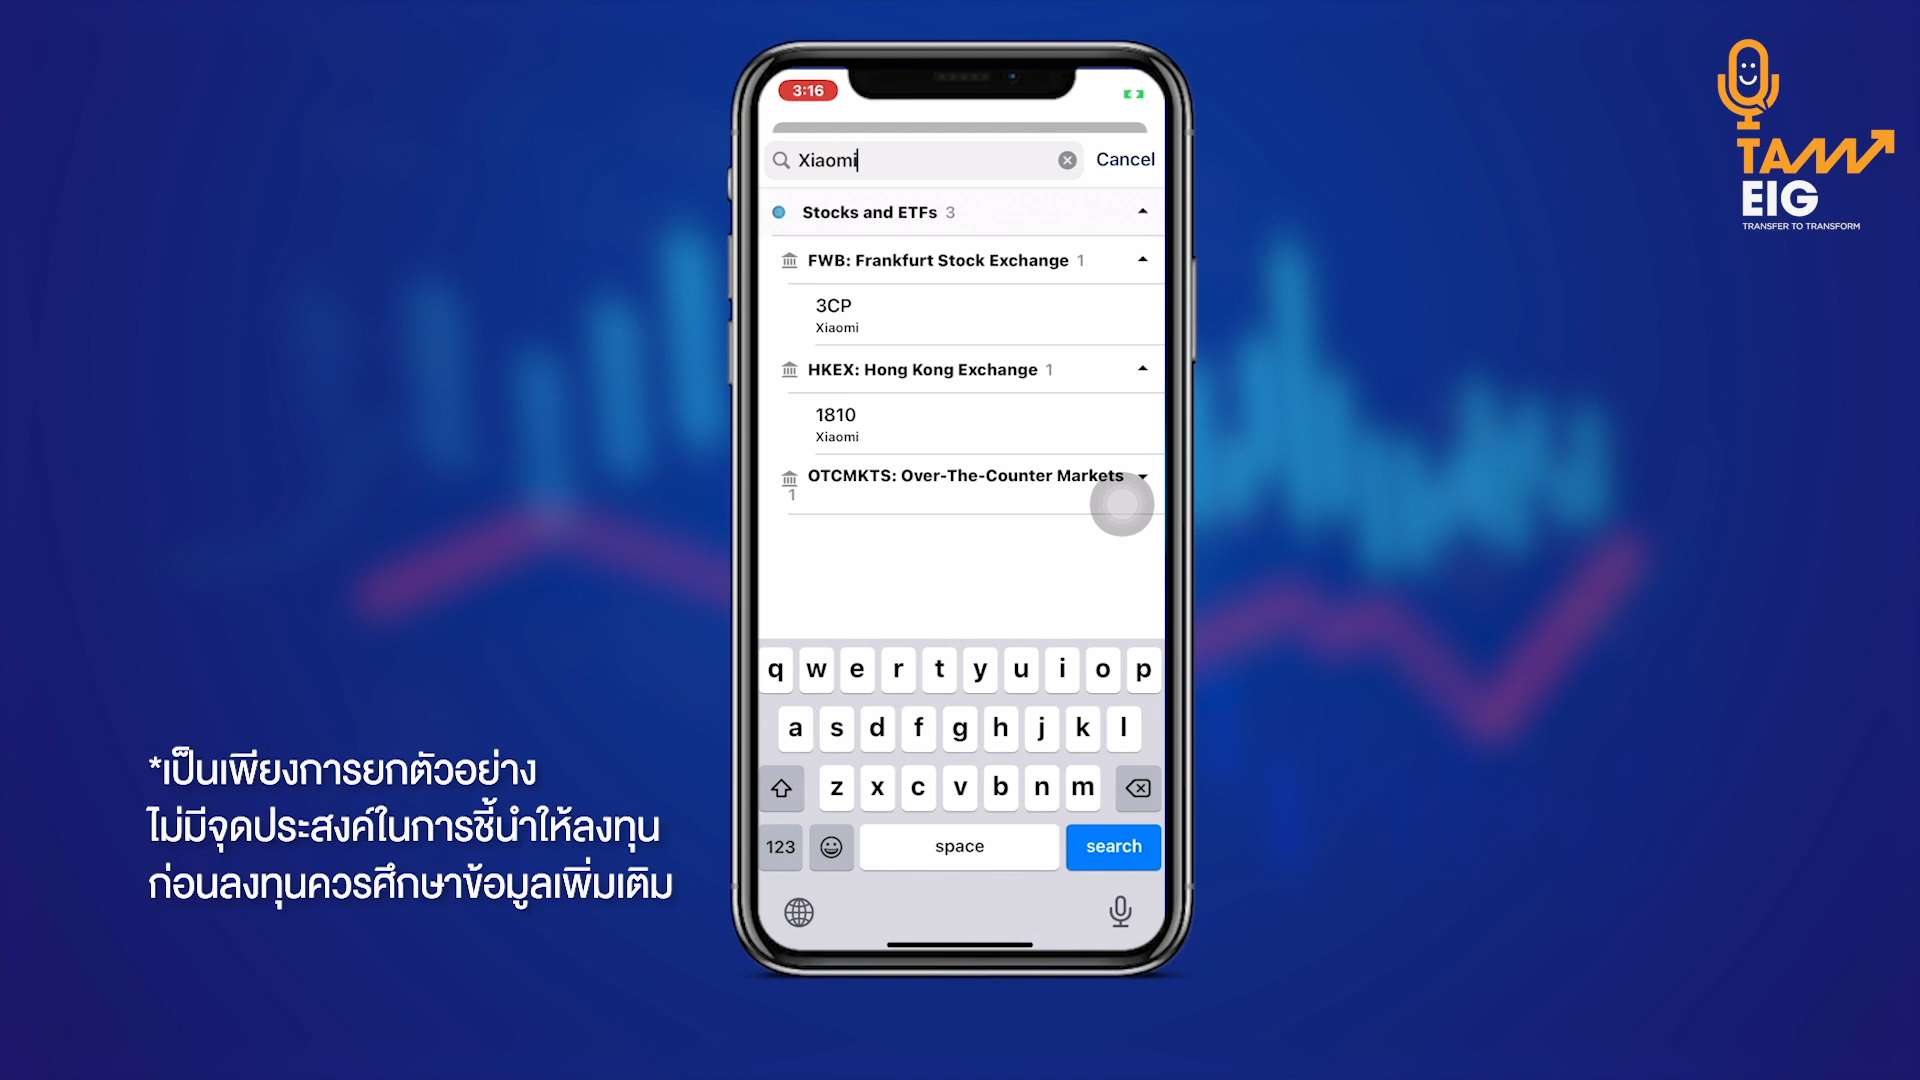 3:16
Xiaomi
Cancel
Stocks and ETFs 3
FWB: Frankfurt Stock Exchange 1
3CP
Xiaomi
HKEX: Hong Kong Exchange 1
1810
Xiaomi
OTCMKTS: Over-The-Counter Markets
1
q w e r t y u i o p
a s d f g h j k l
z x c v b n m
123 space search
*เป็นเพียงการยกตัวอย่าง
ไม่มีจุดประสงค์ในการชี้นำให้ลงทุน
ก่อนลงทุนควรศึกษาข้อมูลเพิ่มเติม
TAM
EIG
TRANSFER TO TRANSFORM